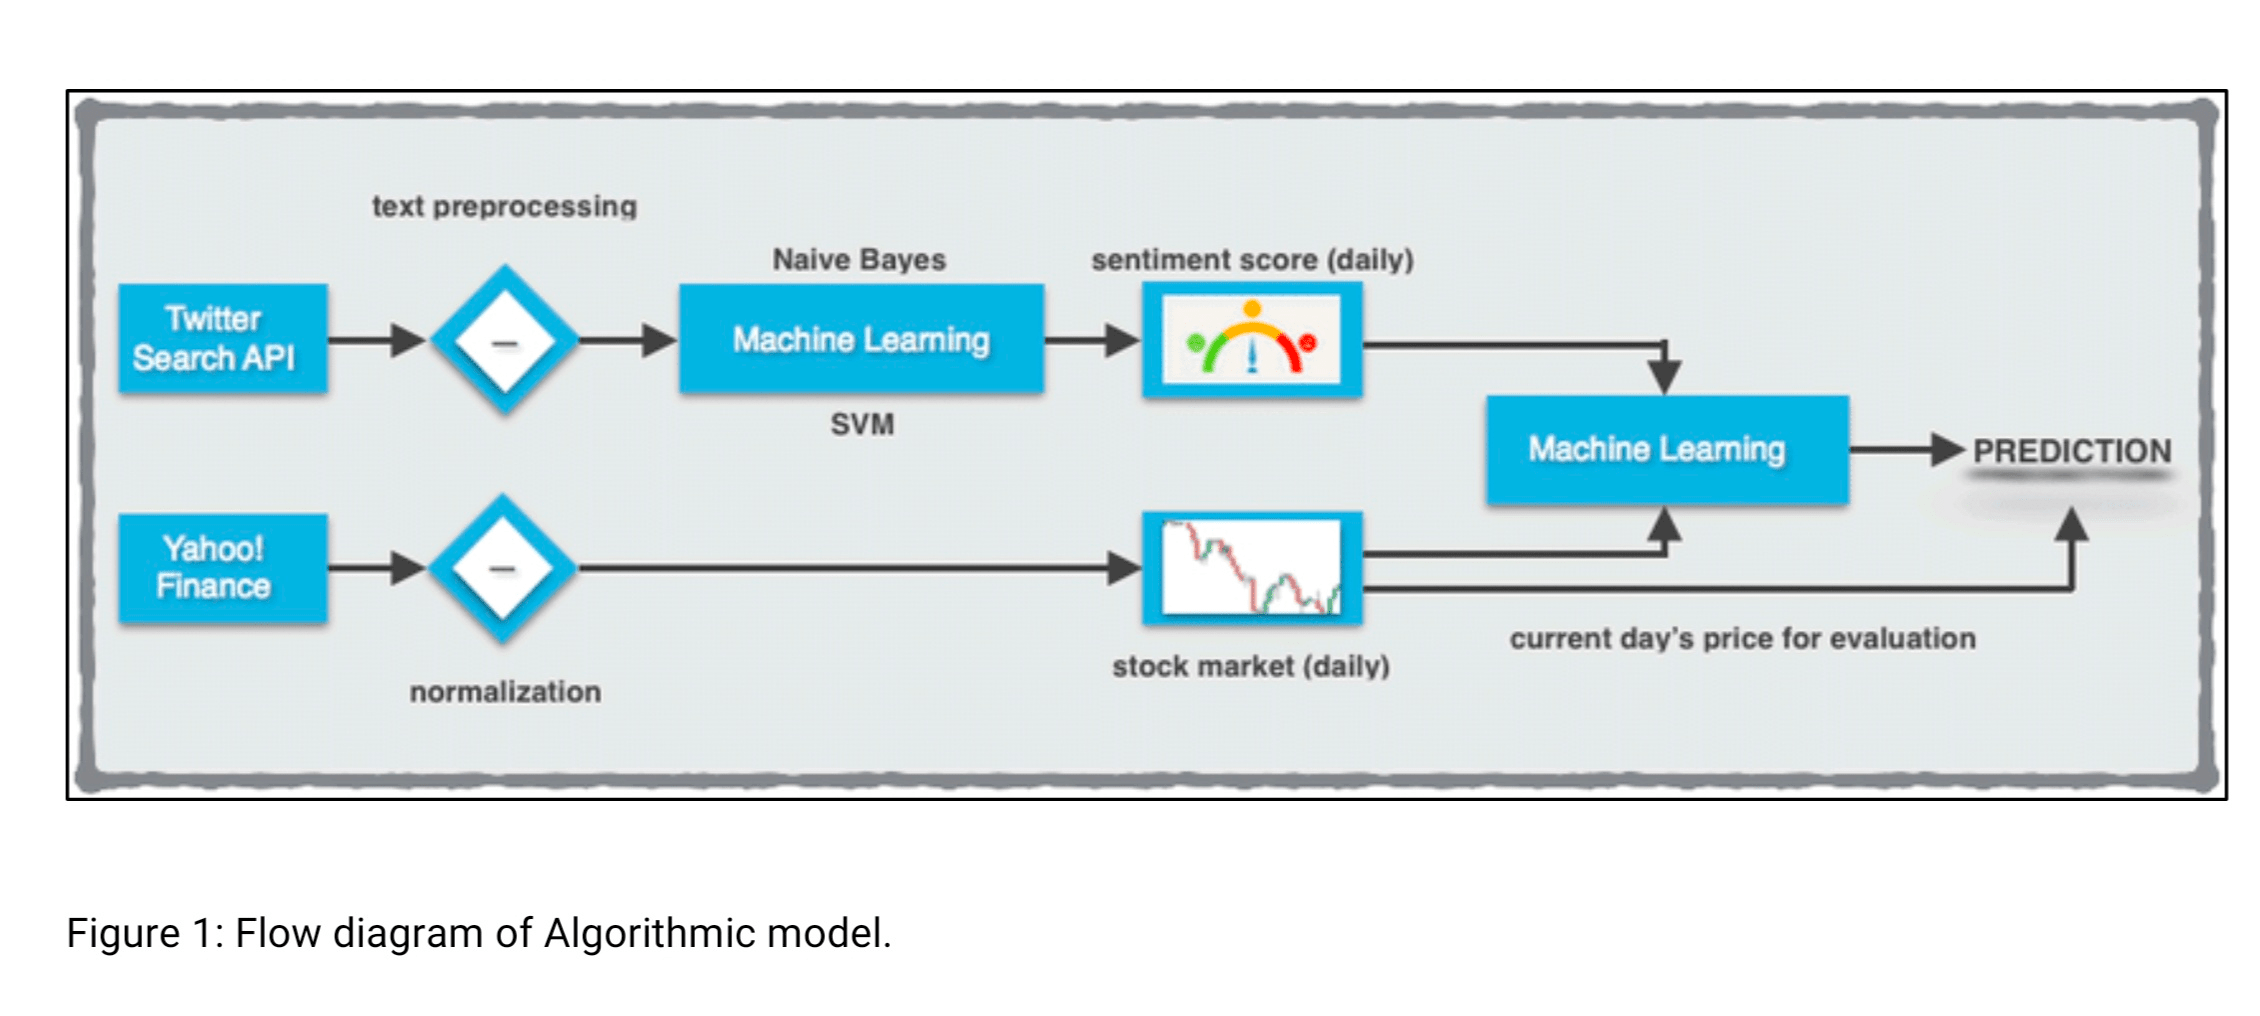 text preprocessing
Naive Bayes
sentiment score (daily)
Twitter
Search API
–
Machine Learning
SVM
Machine Learning
PREDICTION
Yahoo!
Finance
–
current day's price for evaluation
stock market (daily)
normalization
Figure 1: Flow diagram of Algorithmic model.